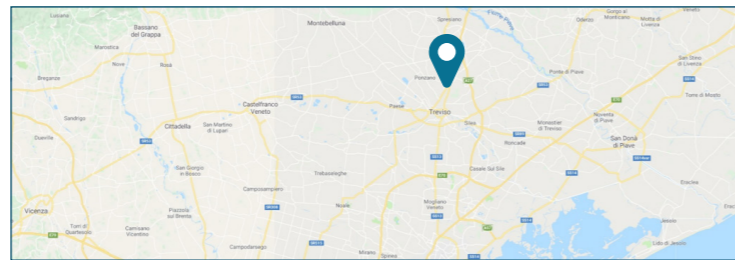 Lusiana
Bassano
del Grappa
Marostica
Nove
Rosà
Breganze
Sandrigo
Dueville
Vicenza
Torri di
Quartesolo
Camisano
Vicentino
Piazzola
sul Brenta
San Giorgio
in Bosco
Cittadella
San Martino
di Lupari
Castelfranco
Veneto
Camposampiero
Campodarsego
Montebelluna
Trebaseleghe
Noale
Mirano
Spinea
Paese
Ponzano
Treviso
Spresiano
Silea
Casale Sul Sile
Mogliano
Veneto
Roncade
Monastier
di Treviso
Ponte di Piave
Oderzo
Gorgo al
Monticano
Motta di
Livenza
San Stino
di Livenza
Torre di Mosto
Noventa
di Piave
San Donà
di Piave
Eraclea
Jesolo
Lido di Jesolo